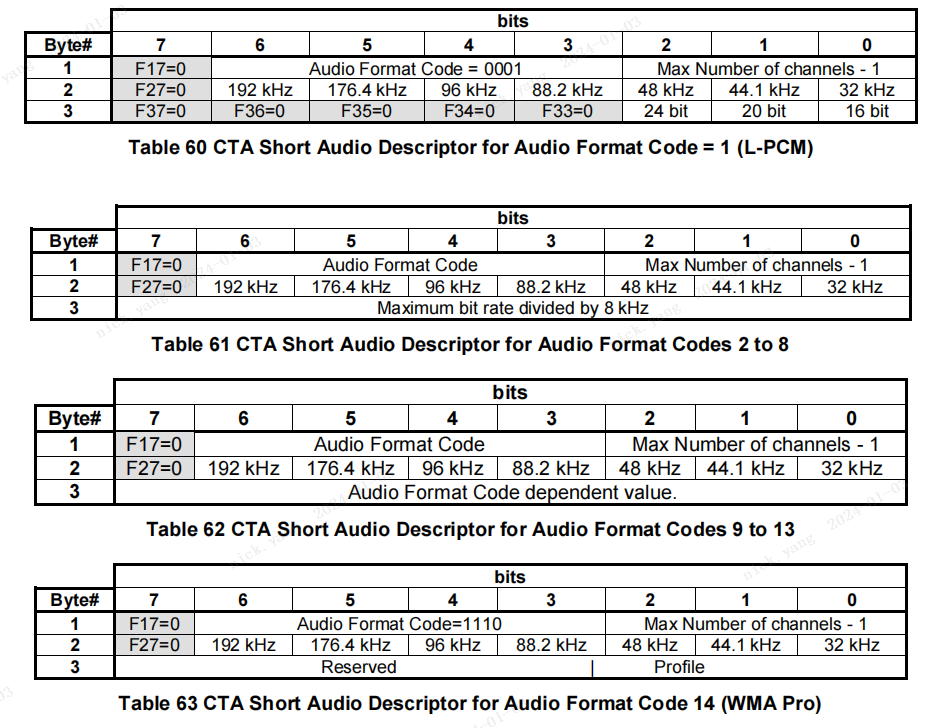 bits
Byte# 7 6 5 4 3 2 1 0
1 F17=0 Audio Format Code = 0001 Max Number of channels - 1
2 F27=0 192 kHz 176.4 kHz 96 kHz 88.2 kHz 48 kHz 44.1 kHz 32 kHz
3 F37=0 F36=0 F35=0 F34=0 F33=0 24 bit 20 bit 16 bit
Table 60 CTA Short Audio Descriptor for Audio Format Code = 1 (L-PCM)
bits
Byte# 7 6 5 4 3 2 1 0
1 F17=0 Audio Format Code Max Number of channels - 1
2 F27=0 192 kHz 176.4 kHz 96 kHz 88.2 kHz 48 kHz 44.1 kHz 32 kHz
3 Maximum bit rate divided by 8 kHz
Table 61 CTA Short Audio Descriptor for Audio Format Codes 2 to 8
bits
Byte# 7 6 5 4 3 2 1 0
1 F17=0 Audio Format Code Max Number of channels - 1
2 F27=0 192 kHz 176.4 kHz 96 kHz 88.2 kHz 48 kHz 44.1 kHz 32 kHz
3 Audio Format Code dependent value.
Table 62 CTA Short Audio Descriptor for Audio Format Codes 9 to 13
nick.yang 2024-01-03
bits
Byte# 7 6 5 4 3 2 1 0
1 F17=0 Audio Format Code=1110 Max Number of channels - 1
2 F27=0 192 kHz 176.4 kHz 96 kHz 88.2 kHz 48 kHz 44.1 kHz 32 kHz
3 Reserved | Profile
Table 63 CTA Short Audio Descriptor for Audio Format Code 14 (WMA Pro)